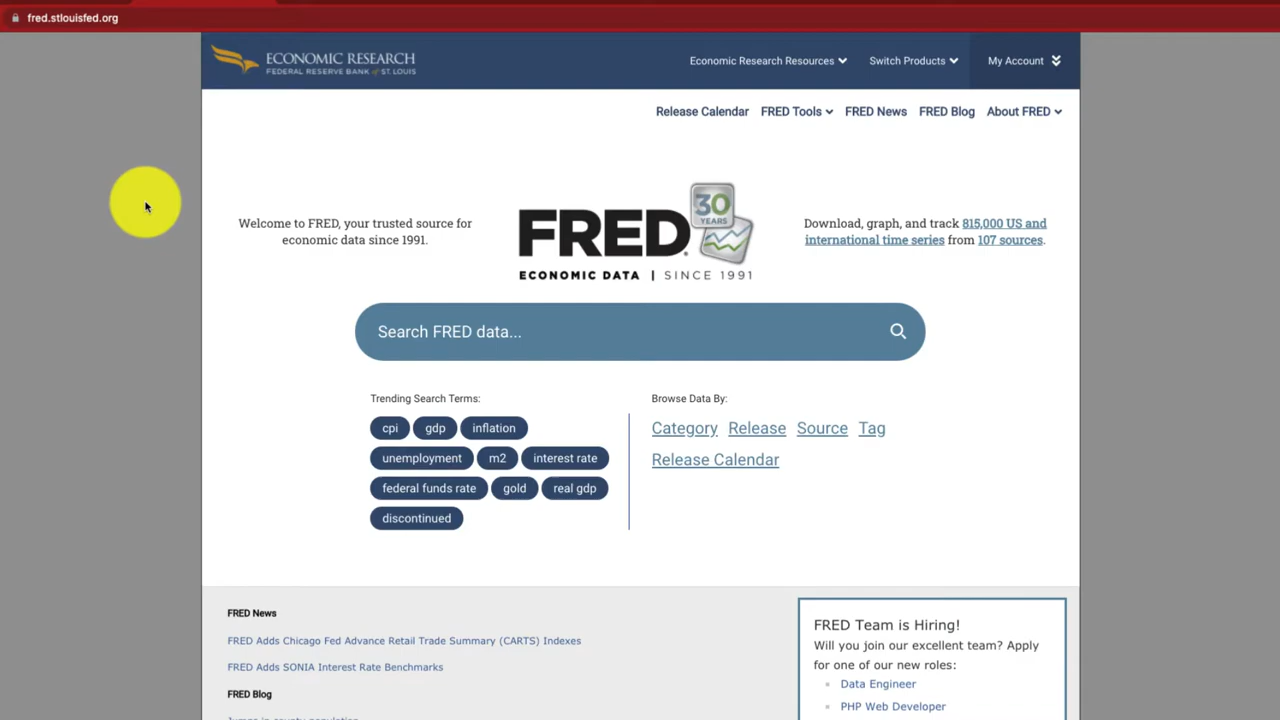 fred.stlouisfed.org
ECONOMIC RESEARCH
FEDERAL RESERVE BANK of ST. LOUIS
Economic Research Resources
Switch Products
My Account
Release Calendar
FRED Tools
FRED News
FRED Blog
About FRED
Welcome to FRED, your trusted source for
economic data since 1991.
30
YEARS
FRED®
ECONOMIC DATA | SINCE 1991
Download, graph, and track 815,000 US and
international time series from 107 sources.
Search FRED data...
Trending Search Terms:
cpi
gdp
inflation
unemployment
m2
interest rate
federal funds rate
gold
real gdp
discontinued
Browse Data By:
Category
Release
Source
Tag
Release Calendar
FRED News
FRED Adds Chicago Fed Advance Retail Trade Summary (CARTS) Indexes
FRED Adds SONIA Interest Rate Benchmarks
FRED Blog
Jumps in county population
FRED Team is Hiring!
Will you join our excellent team? Apply
for one of our new roles:
Data Engineer
PHP Web Developer